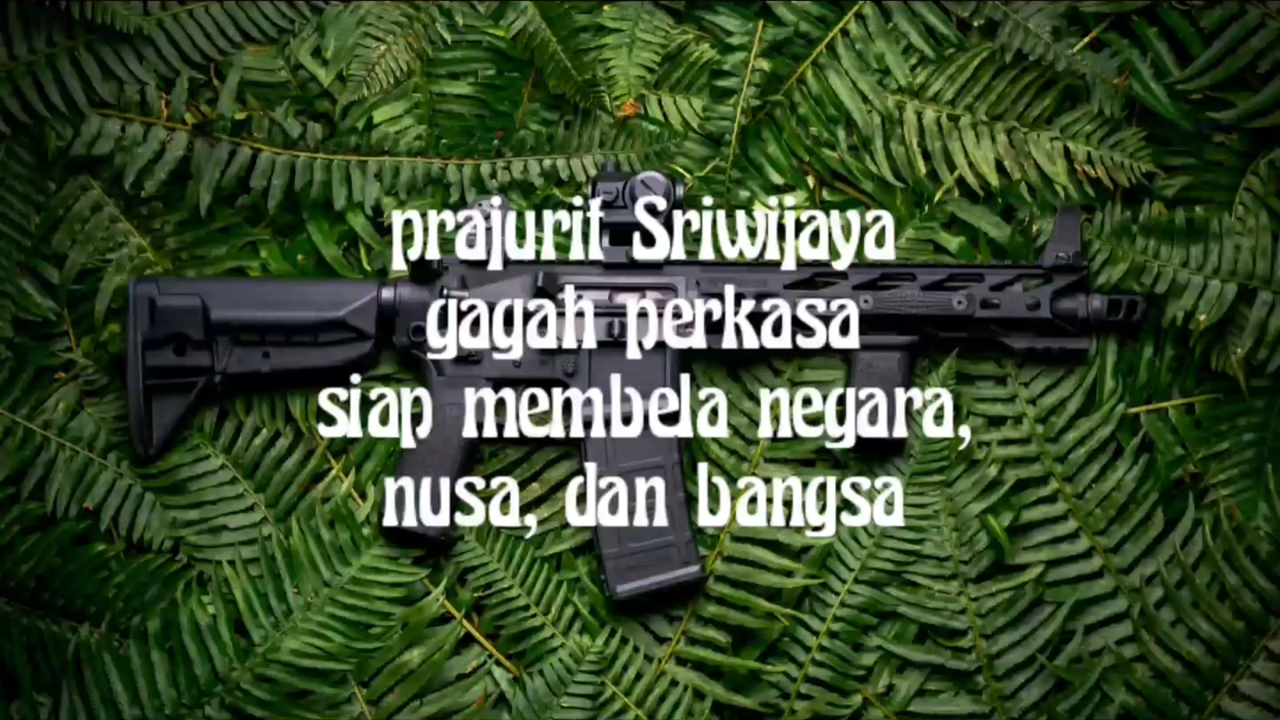 prajurit Sriwijaya
gagah perkasa
siap membela negara,
nusa, dan bangsa